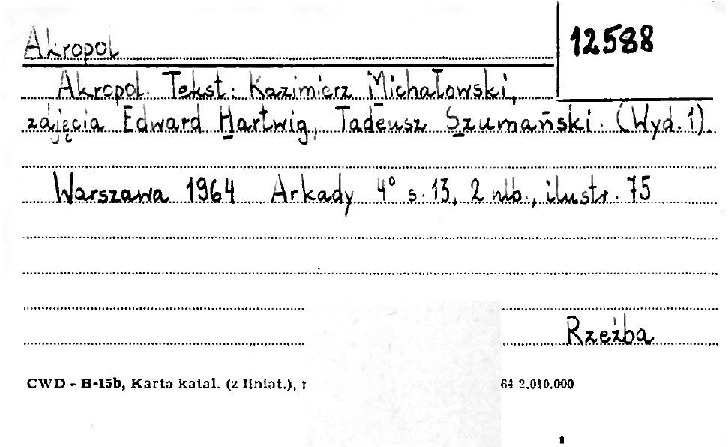 Akropol
12588
Akropol. Tekst: Kazimierz Michałowski,
zdjęcia Edward Hartwig, Tadeusz Szumański. (Wyd. 1).
Warszawa 1964 Arkady 4° s. 13, 2 nlb., ilustr. 75
Rzeźba
CWD - H-15b, Karta katal. (z liniat.), 64 2.010.000